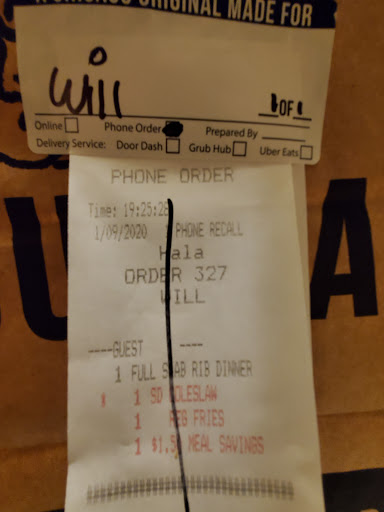 ORIGINAL MADE FOR
Will
1 OF 1
Online Phone Order Prepared By
Delivery Service: Door Dash Grub Hub Uber Eats
PHONE ORDER
Time: 19:25:28
1/09/2020 PHONE RECALL
Hala
ORDER 327
WILL
----GUEST ----
1 FULL SLAB RIB DINNER
1 SD COLESLAW
1 REG FRIES
1 $1.50 MEAL SAVINGS
U A